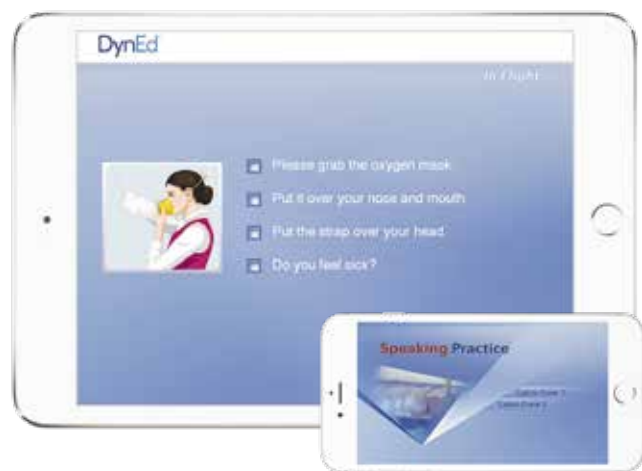 DynEd
In Flight
Please grab the oxygen mask
Put it over your nose and mouth
Put the strap over your head
Do you feel sick?
Speaking Practice